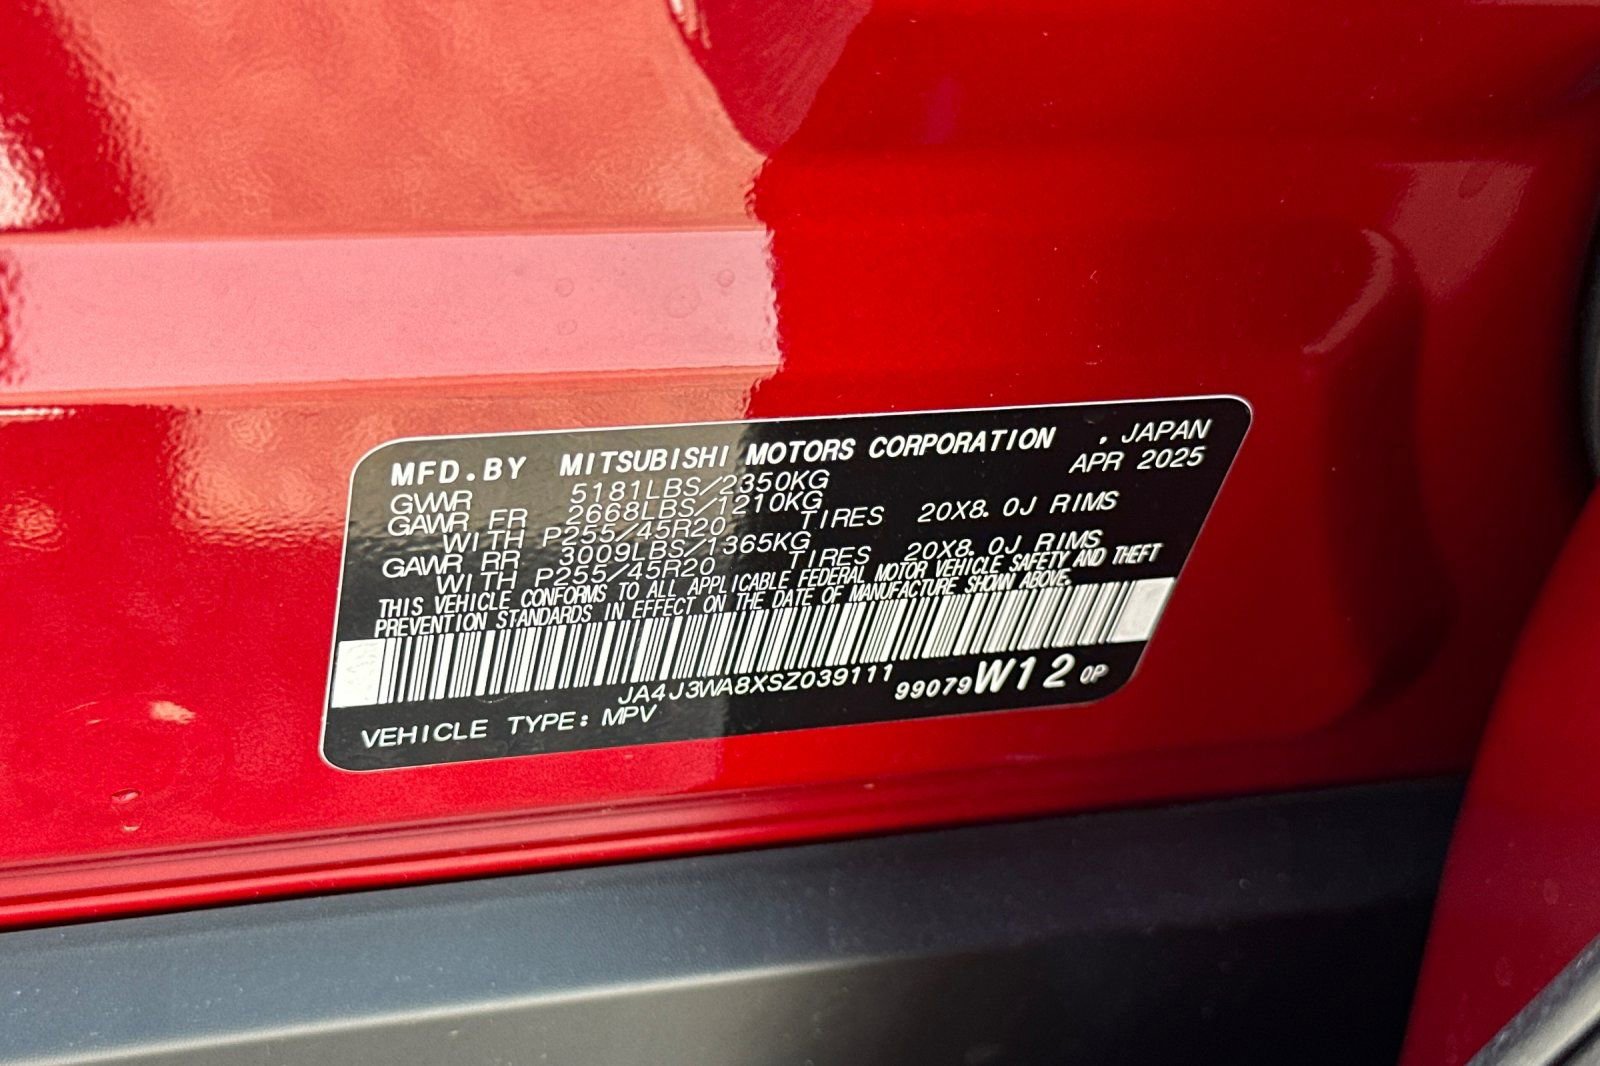 MFD.BY MITSUBISHI MOTORS CORPORATION , JAPAN
APR 2025
GVWR 5181LBS/2350KG
GAWR FR 2668LBS/1210KG
WITH P255/45R20 TIRES 20X8.0J RIMS
GAWR RR 3009LBS/1365KG
WITH P255/45R20 TIRES 20X8.0J RIMS
THIS VEHICLE CONFORMS TO ALL APPLICABLE FEDERAL MOTOR VEHICLE SAFETY AND THEFT
PREVENTION STANDARDS IN EFFECT ON THE DATE OF MANUFACTURE SHOWN ABOVE.
JA4J3WA8XSZ039111 99079W12 0P
VEHICLE TYPE: MPV